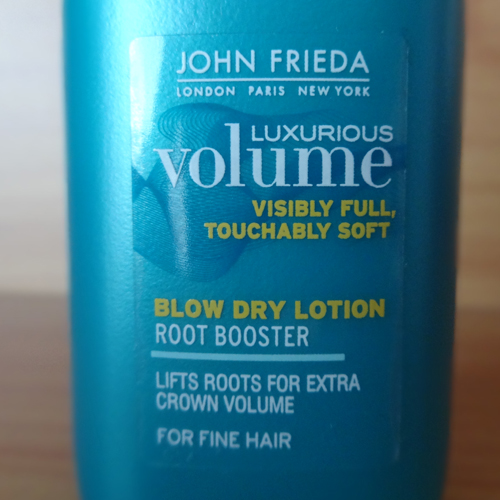 JOHN FRIEDA
LONDON PARIS NEW YORK
LUXURIOUS
volume
VISIBLY FULL,
TOUCHABLY SOFT
BLOW DRY LOTION
ROOT BOOSTER
LIFTS ROOTS FOR EXTRA
CROWN VOLUME
FOR FINE HAIR